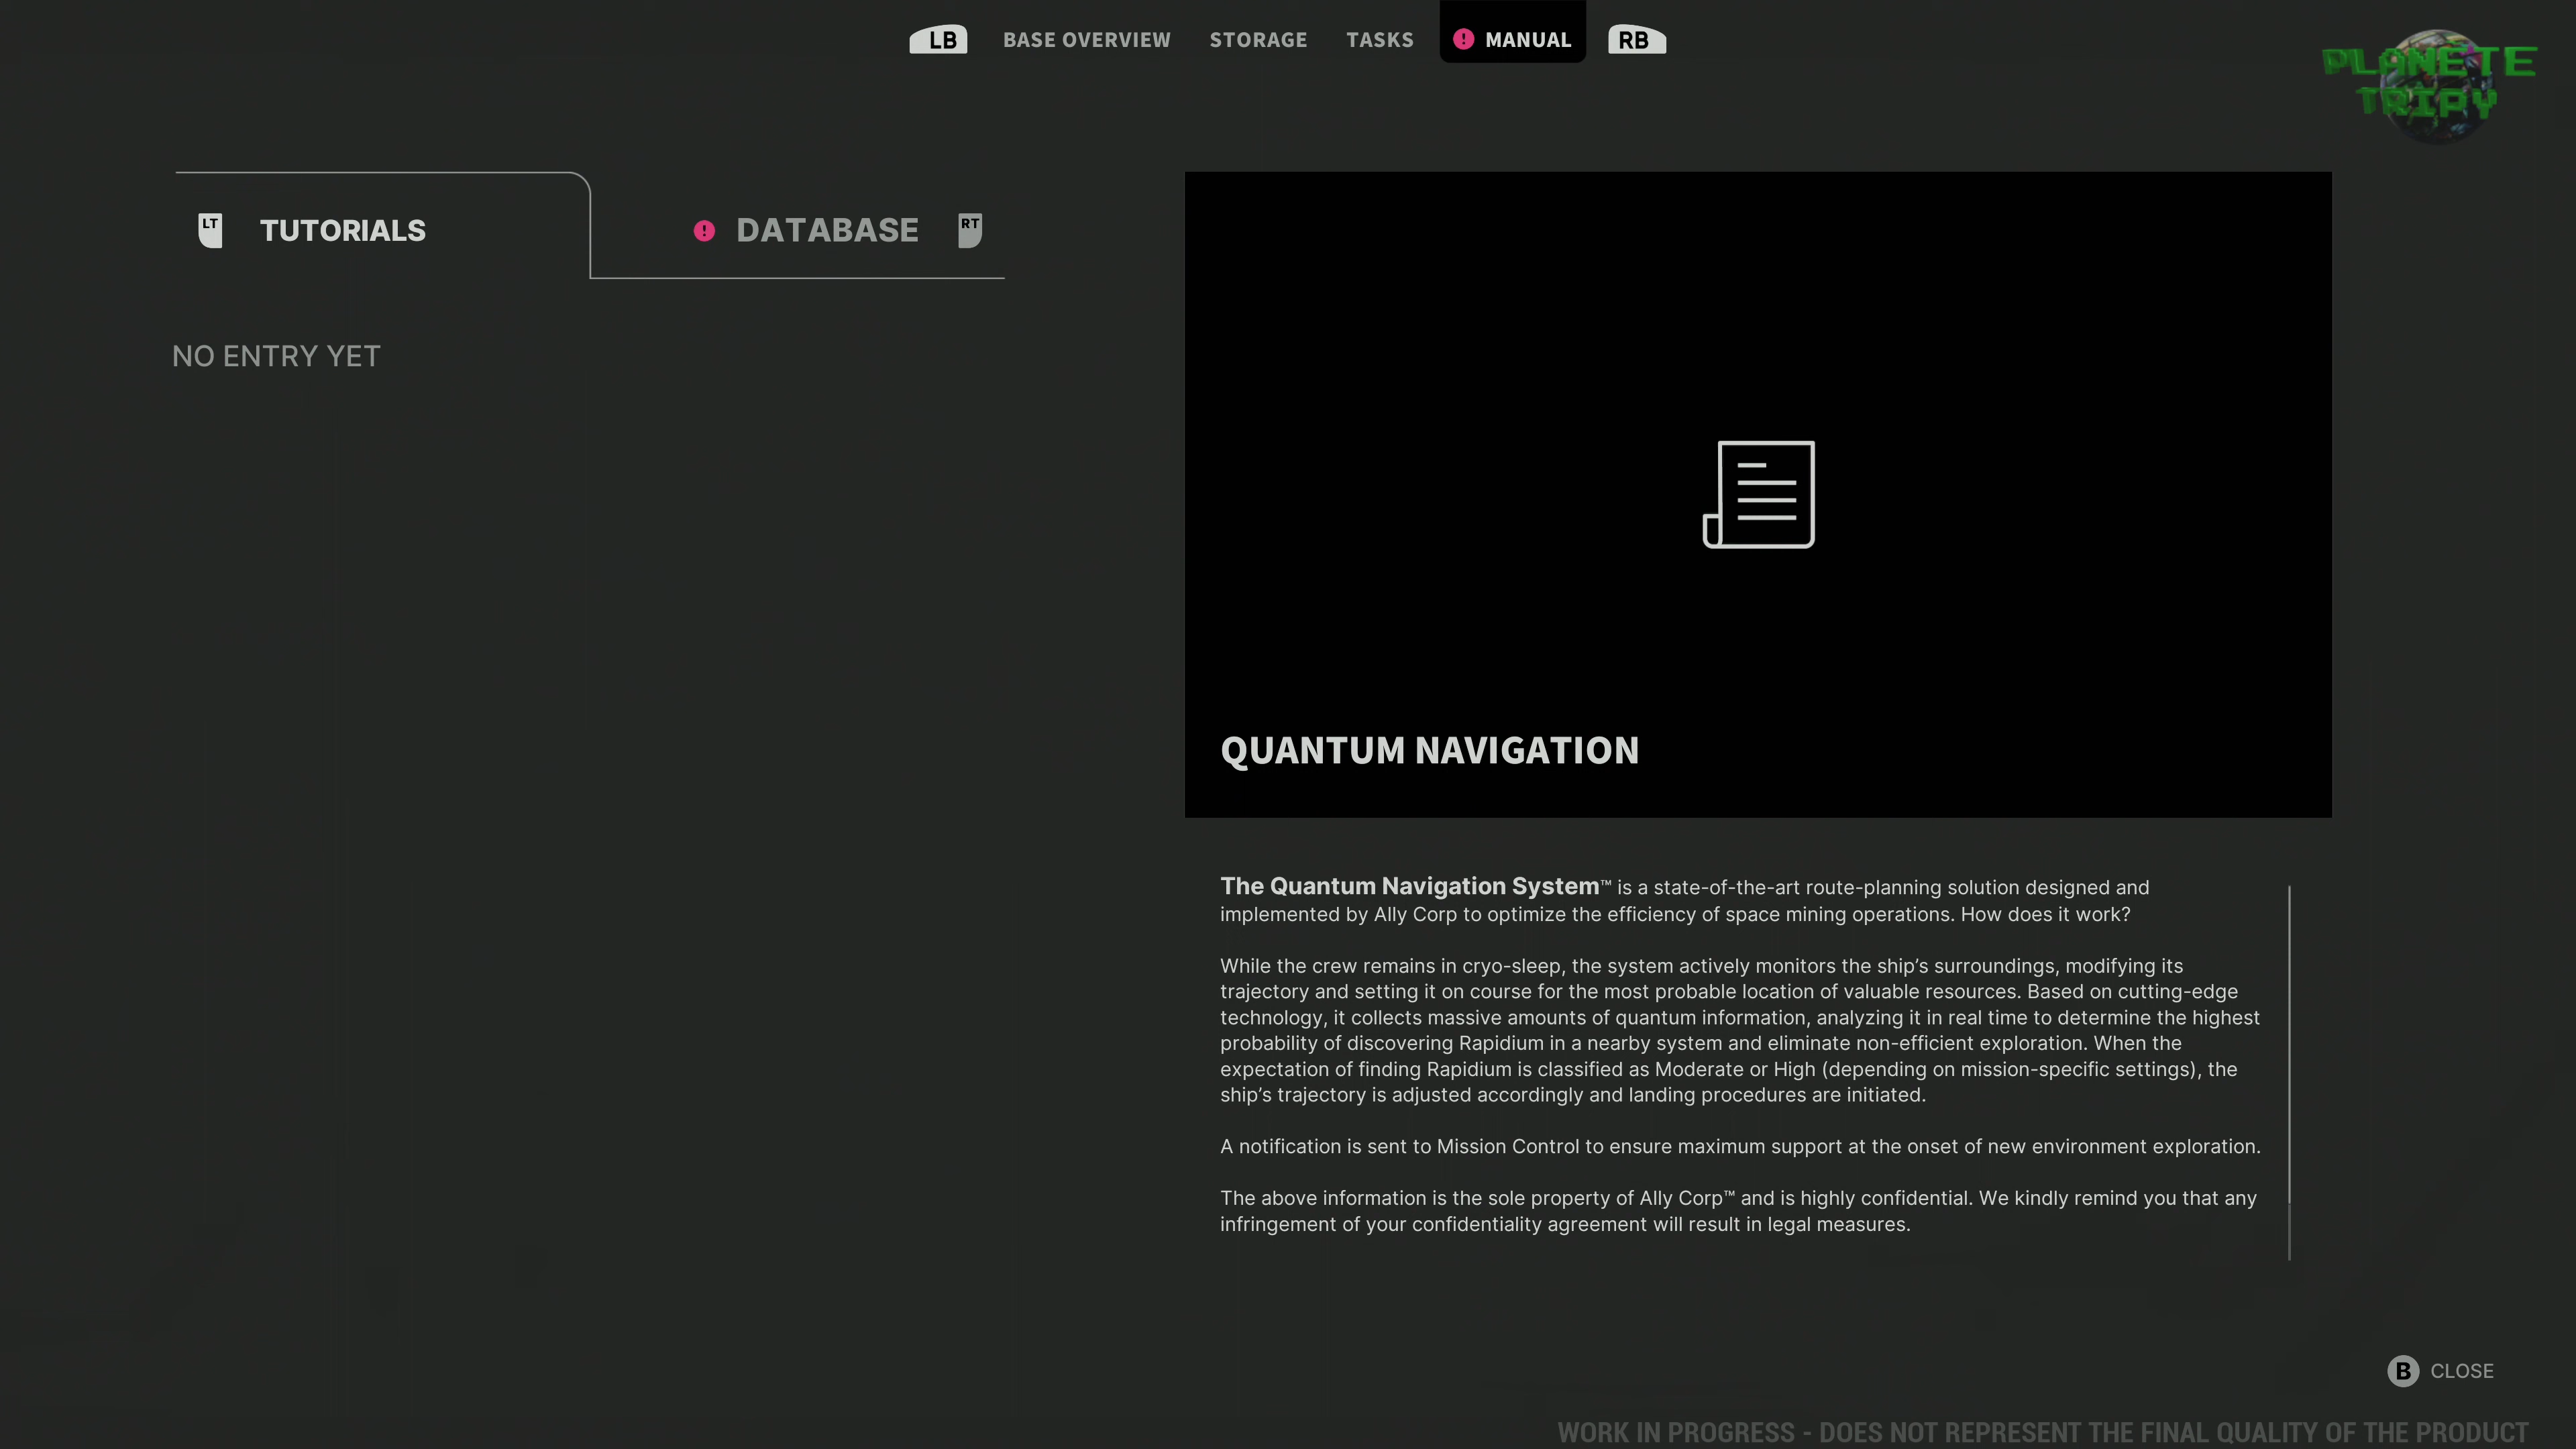 LB BASE OVERVIEW STORAGE TASKS ! MANUAL RB
PLANETE
TRIPY
LT TUTORIALS ! DATABASE RT
NO ENTRY YET
QUANTUM NAVIGATION
The Quantum Navigation System™ is a state-of-the-art route-planning solution designed and
implemented by Ally Corp to optimize the efficiency of space mining operations. How does it work?
While the crew remains in cryo-sleep, the system actively monitors the ship’s surroundings, modifying its
trajectory and setting it on course for the most probable location of valuable resources. Based on cutting-edge
technology, it collects massive amounts of quantum information, analyzing it in real time to determine the highest
probability of discovering Rapidium in a nearby system and eliminate non-efficient exploration. When the
expectation of finding Rapidium is classified as Moderate or High (depending on mission-specific settings), the
ship’s trajectory is adjusted accordingly and landing procedures are initiated.
A notification is sent to Mission Control to ensure maximum support at the onset of new environment exploration.
The above information is the sole property of Ally Corp™ and is highly confidential. We kindly remind you that any
infringement of your confidentiality agreement will result in legal measures.
B CLOSE
WORK IN PROGRESS - DOES NOT REPRESENT THE FINAL QUALITY OF THE PRODUCT